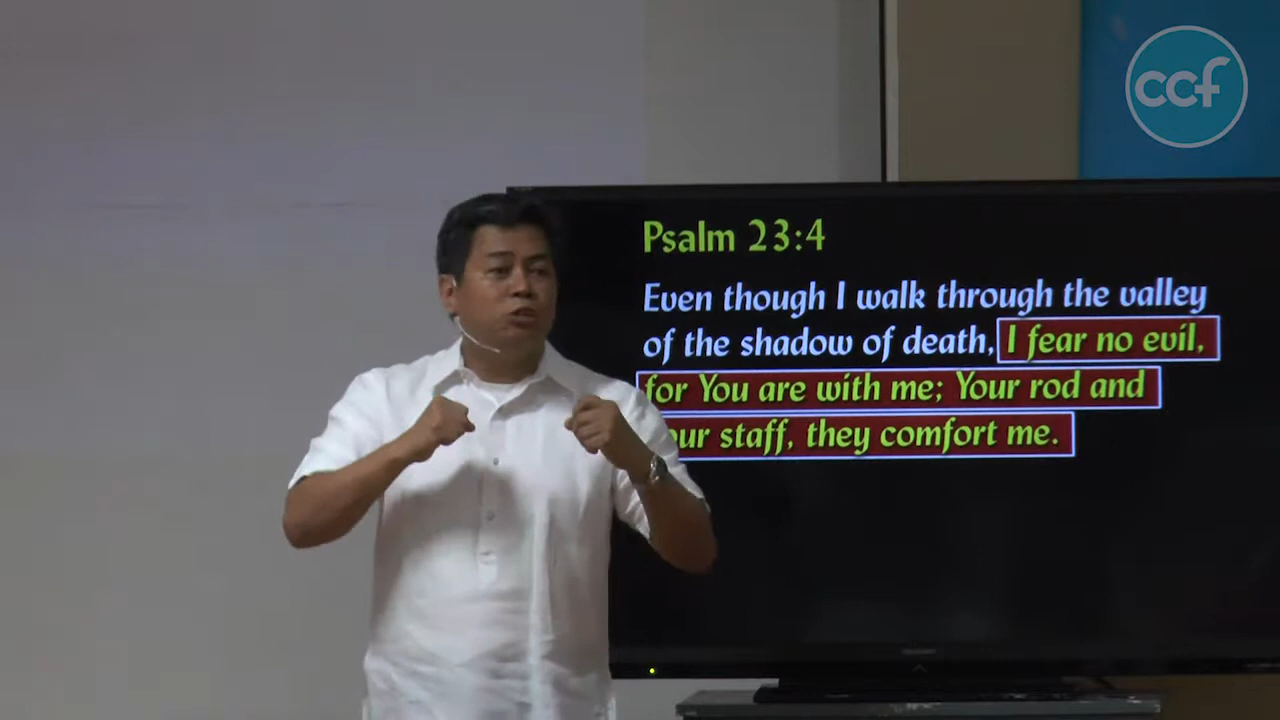 ccf
Psalm 23:4
Even though I walk through the valley
of the shadow of death, I fear no evil,
for You are with me; Your rod and
our staff, they comfort me.